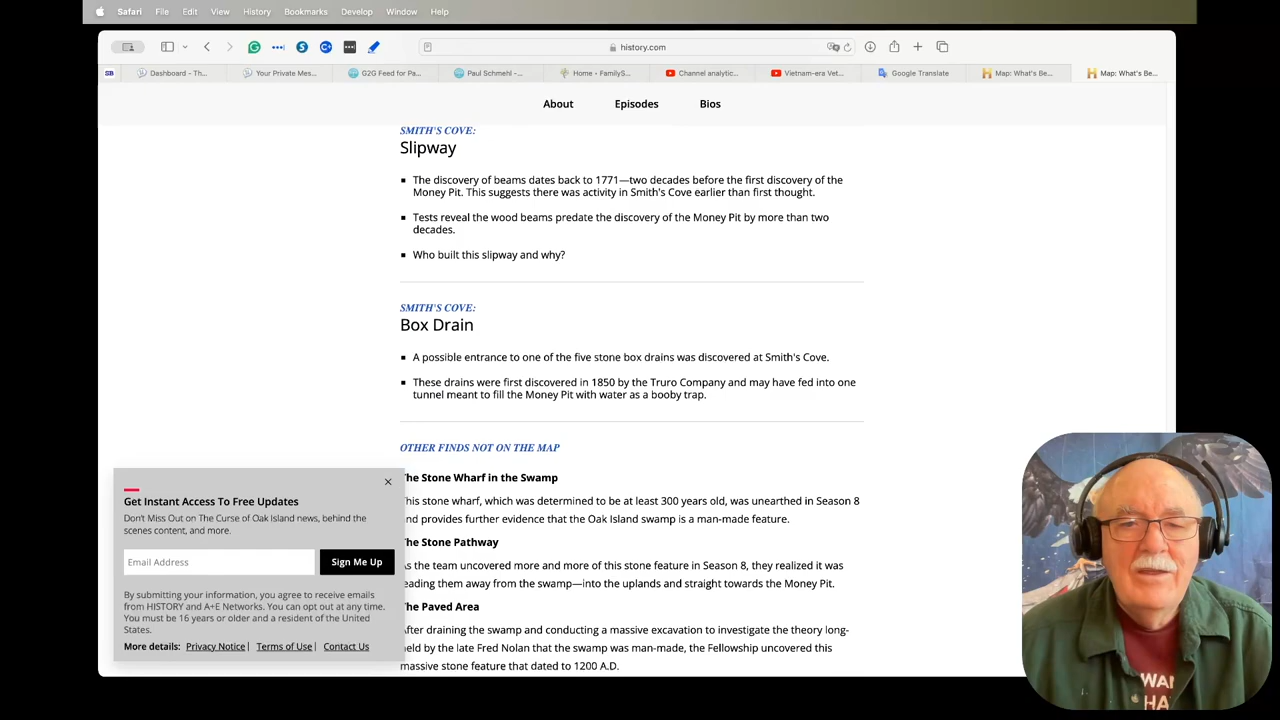 Safari File Edit View History Bookmarks Develop Window Help
history.com
SB Dashboard - Th... Your Private Mes... G2G Feed for Pa... Paul Schmehl -... Home - FamilyS... Channel analytic... Vietnam-era Vet... Google Translate Map: What's Be... Map: What's Be...
About Episodes Bios
SMITH'S COVE:
Slipway
The discovery of beams dates back to 1771—two decades before the first discovery of the
Money Pit. This suggests there was activity in Smith's Cove earlier than first thought.
Tests reveal the wood beams predate the discovery of the Money Pit by more than two
decades.
Who built this slipway and why?
SMITH'S COVE:
Box Drain
A possible entrance to one of the five stone box drains was discovered at Smith's Cove.
These drains were first discovered in 1850 by the Truro Company and may have fed into one
tunnel meant to fill the Money Pit with water as a booby trap.
OTHER FINDS NOT ON THE MAP
The Stone Wharf in the Swamp
This stone wharf, which was determined to be at least 300 years old, was unearthed in Season 8
and provides further evidence that the Oak Island swamp is a man-made feature.
The Stone Pathway
As the team uncovered more and more of this stone feature in Season 8, they realized it was
leading them away from the swamp—into the uplands and straight towards the Money Pit.
The Paved Area
After draining the swamp and conducting a massive excavation to investigate the theory long-
held by the late Fred Nolan that the swamp was man-made, the Fellowship uncovered this
massive stone feature that dated to 1200 A.D.
Get Instant Access To Free Updates
Don't Miss Out on The Curse of Oak Island news, behind the
scenes content, and more.
Email Address Sign Me Up
By submitting your information, you agree to receive emails
from HISTORY and A+E Networks. You can opt out at any time.
You must be 16 years or older and a resident of the United
States.
More details: Privacy Notice | Terms of Use | Contact Us